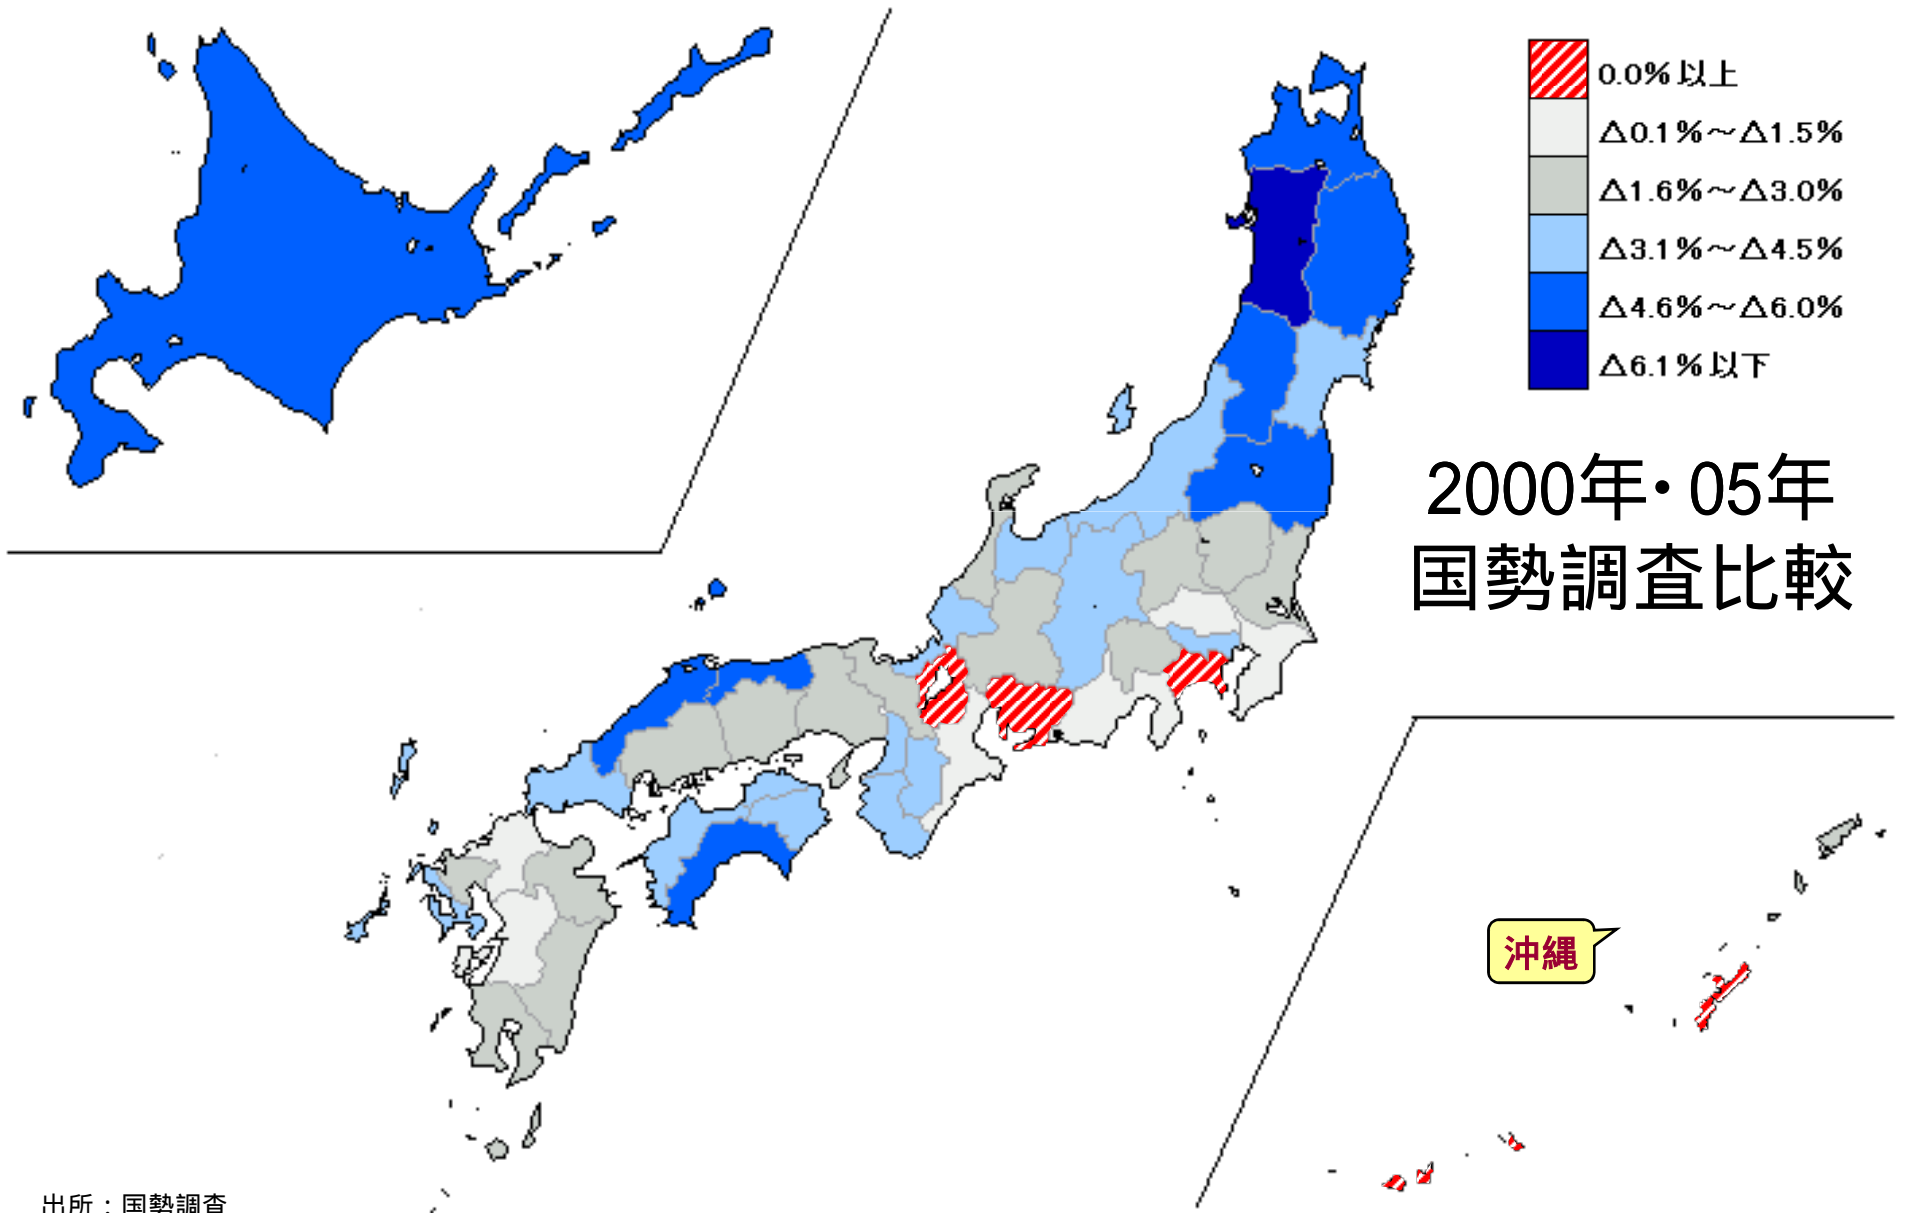 0.0%以上
△0.1%～△1.5%
△1.6%～△3.0%
△3.1%～△4.5%
△4.6%～△6.0%
△6.1%以下
2000年・05年
国勢調査比較
沖縄
出所：国勢調査